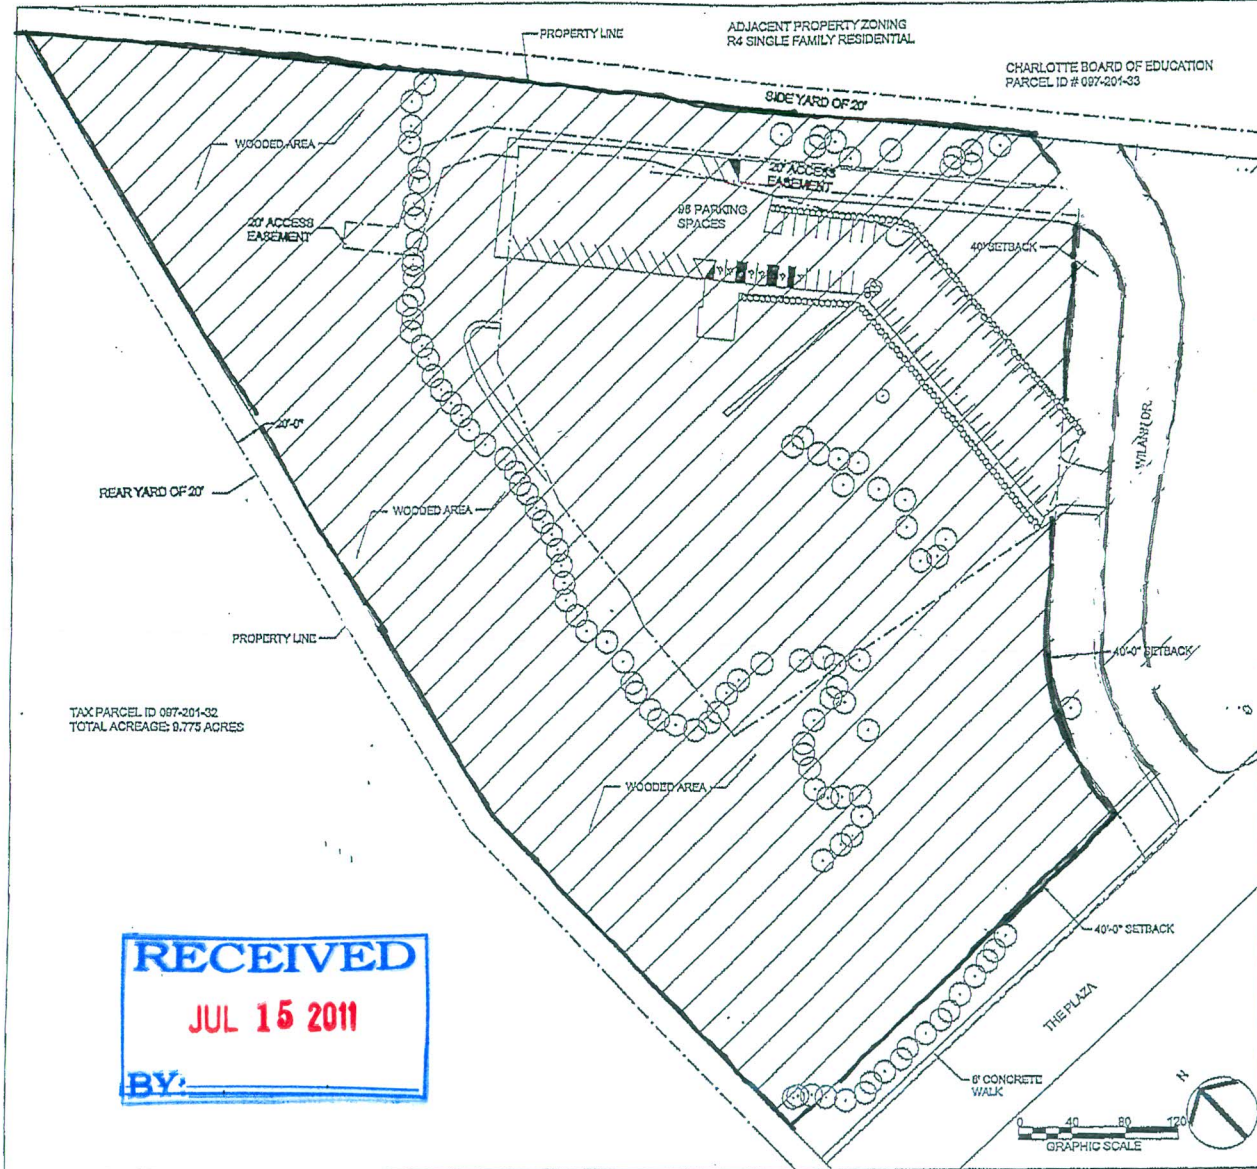 PROPERTY LINE
ADJACENT PROPERTY ZONING
R4 SINGLE FAMILY RESIDENTIAL
CHARLOTTE BOARD OF EDUCATION
PARCEL ID # 097-201-33
SIDE YARD OF 20'
WOODED AREA
20' ACCESS
EASEMENT
96 PARKING
SPACES
20' ACCESS
EASEMENT
40' SETBACK
WILANN DR.
20'-0"
REAR YARD OF 20'
WOODED AREA
PROPERTY LINE
40'-0" SETBACK
TAX PARCEL ID 097-201-32
TOTAL ACREAGE: 9.775 ACRES
WOODED AREA
40'-0" SETBACK
THE PLAZA
6' CONCRETE
WALK
N
0 40 80 120
GRAPHIC SCALE
RECEIVED
JUL 15 2011
BY: